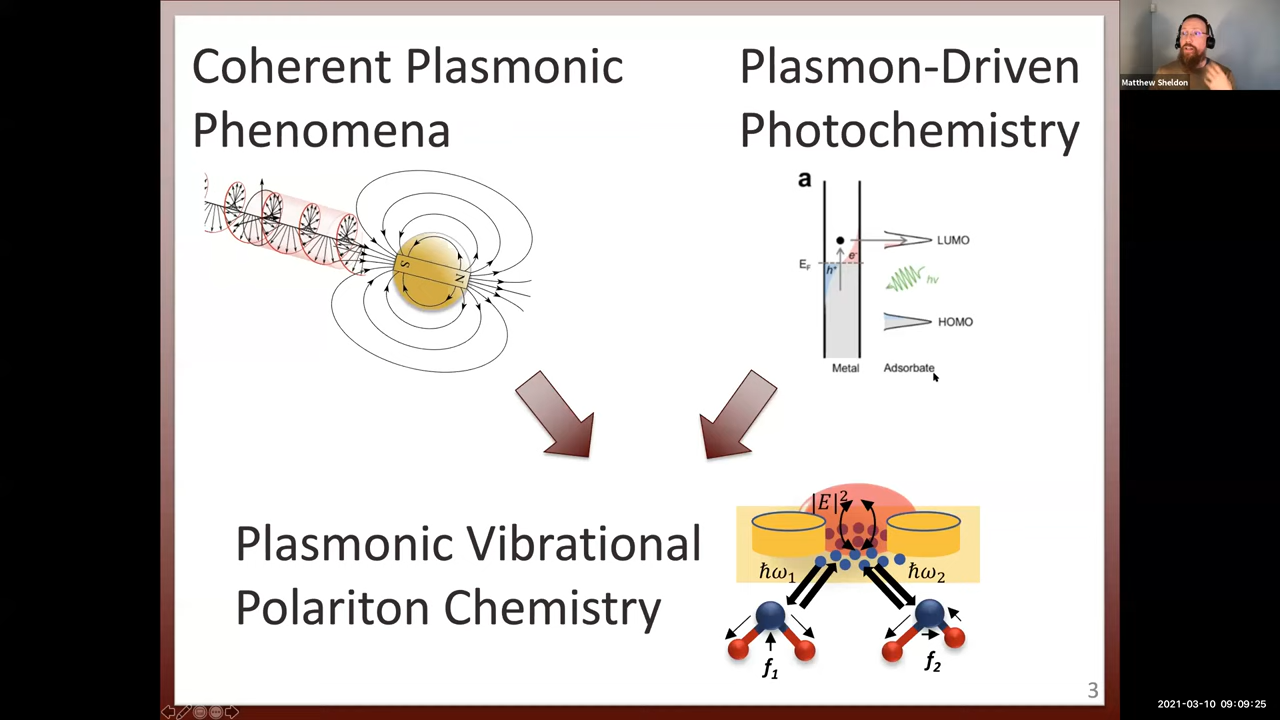 Coherent Plasmonic
Phenomena
S
N
Plasmon-Driven
Photochemistry
a
LUMO
E_F
e⁻
h⁺
hν
HOMO
Metal
Adsorbate
Plasmonic Vibrational
Polariton Chemistry
|E|²
ħω₁
ħω₂
f₁
f₂
3
Matthew Sheldon
2021-03-10 09:09:25